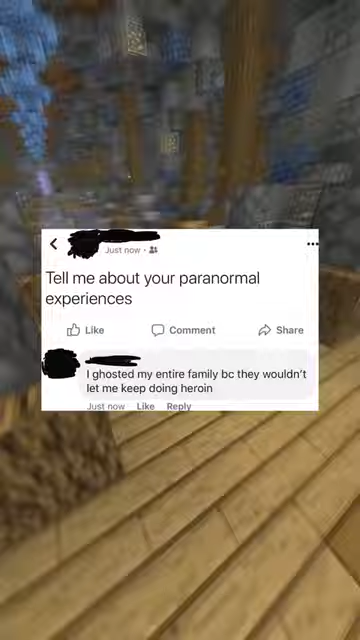 Just now
Tell me about your paranormal
experiences
Like Comment Share
I ghosted my entire family bc they wouldn't
let me keep doing heroin
Just now Like Reply